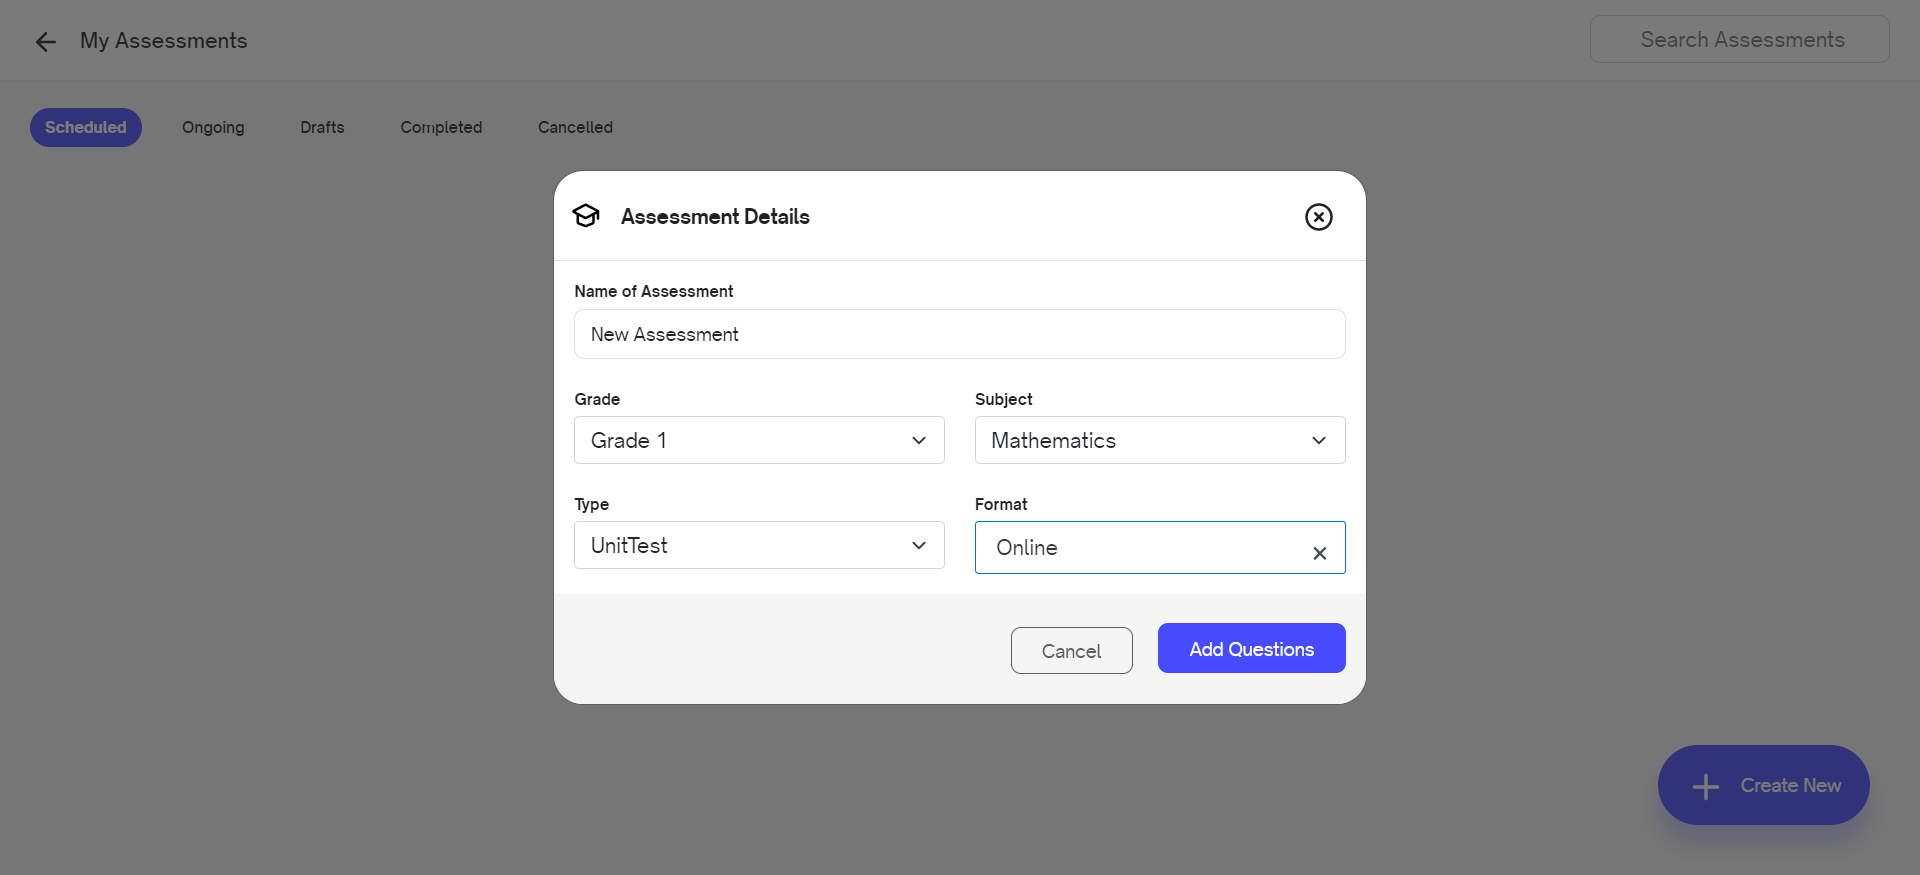 My Assessments
Search Assessments
Scheduled Ongoing Drafts Completed Cancelled
Assessment Details
Name of Assessment
New Assessment
Grade Subject
Grade 1 Mathematics
Type Format
UnitTest Online
Cancel Add Questions
Create New